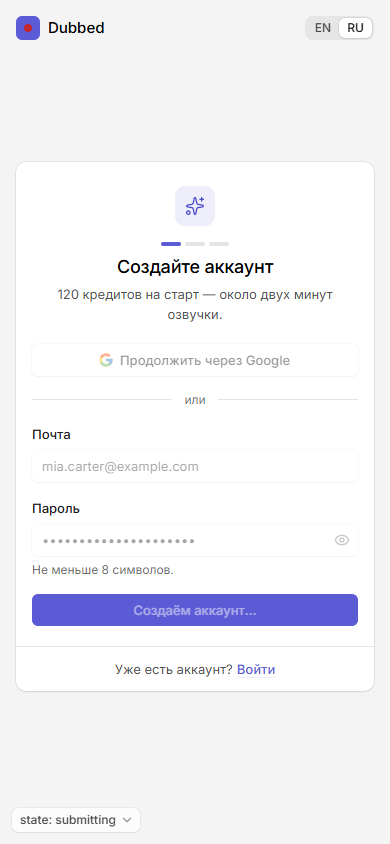 Dubbed
EN RU
Создайте аккаунт
120 кредитов на старт — около двух минут
озвучки.
Продолжить через Google
или
Почта
mia.carter@example.com
Пароль
••••••••••••••••••••
Не меньше 8 символов.
Создаём аккаунт...
Уже есть аккаунт? Войти
state: submitting